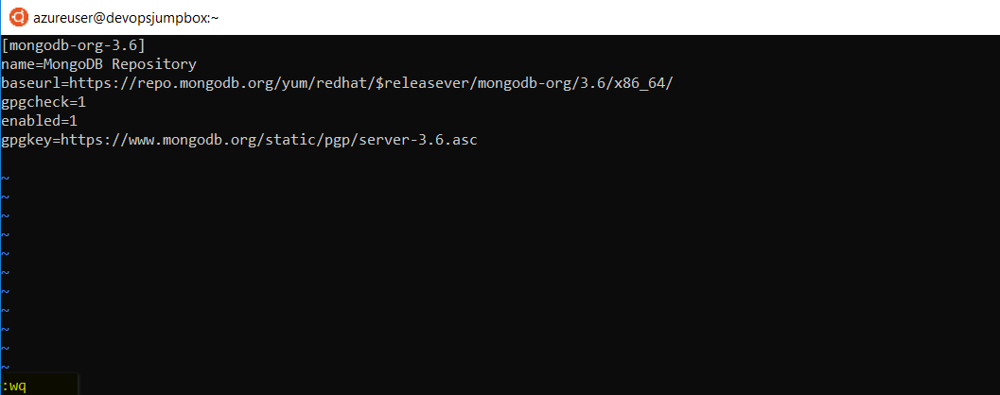 azureuser@devopsjumpbox:~
[mongodb-org-3.6]
name=MongoDB Repository
baseurl=https://repo.mongodb.org/yum/redhat/$releasever/mongodb-org/3.6/x86_64/
gpgcheck=1
enabled=1
gpgkey=https://www.mongodb.org/static/pgp/server-3.6.asc
~
~
~
~
~
~
~
~
~
~
~
:wq